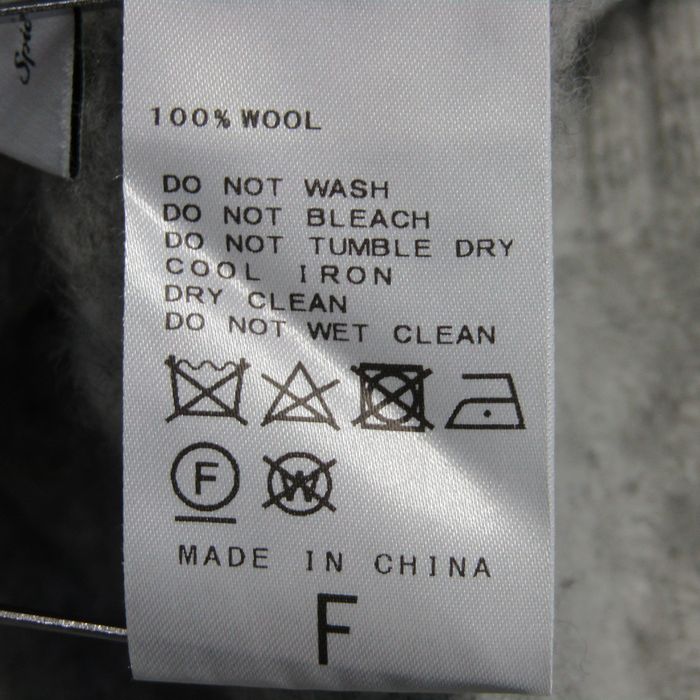 100% WOOL
DO NOT WASH
DO NOT BLEACH
DO NOT TUMBLE DRY
COOL IRON
DRY CLEAN
DO NOT WET CLEAN
F W
MADE IN CHINA
F